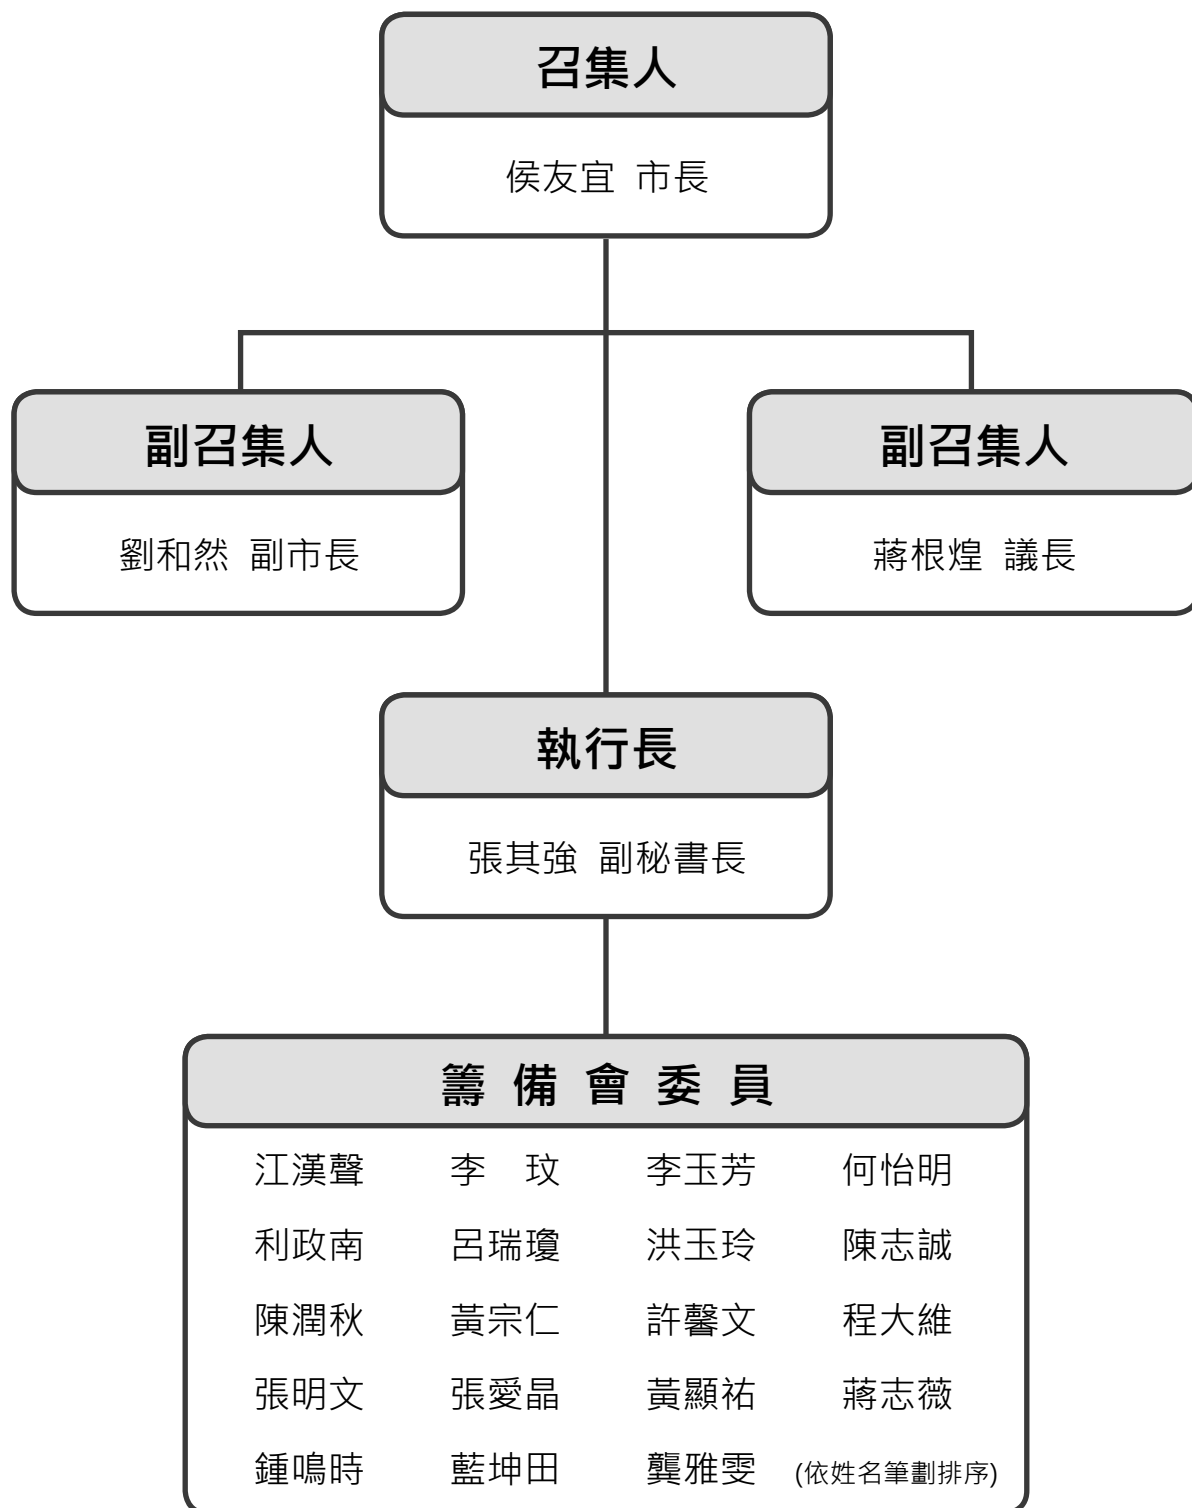 召集人
侯友宜 市長
副召集人
劉和然 副市長
副召集人
蔣根煌 議長
執行長
張其強 副秘書長
籌備會委員
江漢聲 李 玟 李玉芳 何怡明
利政南 呂瑞瓊 洪玉玲 陳志誠
陳潤秋 黃宗仁 許馨文 程大維
張明文 張愛晶 黃顯祐 蔣志薇
鍾鳴時 藍坤田 龔雅雯 (依姓名筆劃排序)